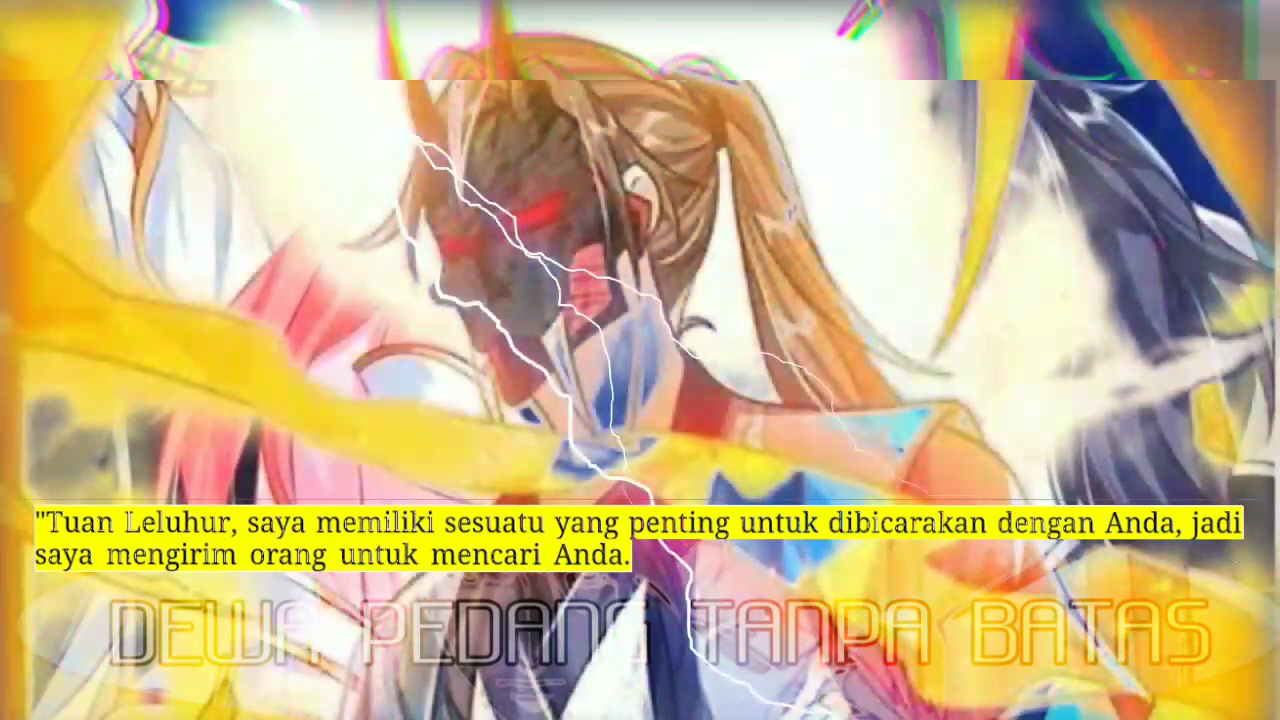 "Tuan Leluhur, saya memiliki sesuatu yang penting untuk dibicarakan dengan Anda, jadi
saya mengirim orang untuk mencari Anda.
DEWA PEDANG TANPA BATAS